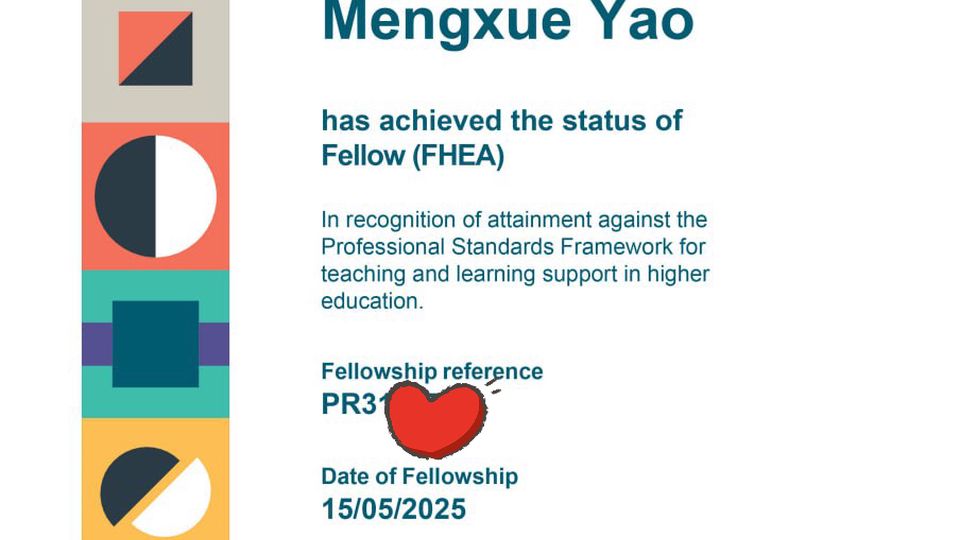 Mengxue Yao
has achieved the status of
Fellow (FHEA)
In recognition of attainment against the
Professional Standards Framework for
teaching and learning support in higher
education.
Fellowship reference
PR31
Date of Fellowship
15/05/2025